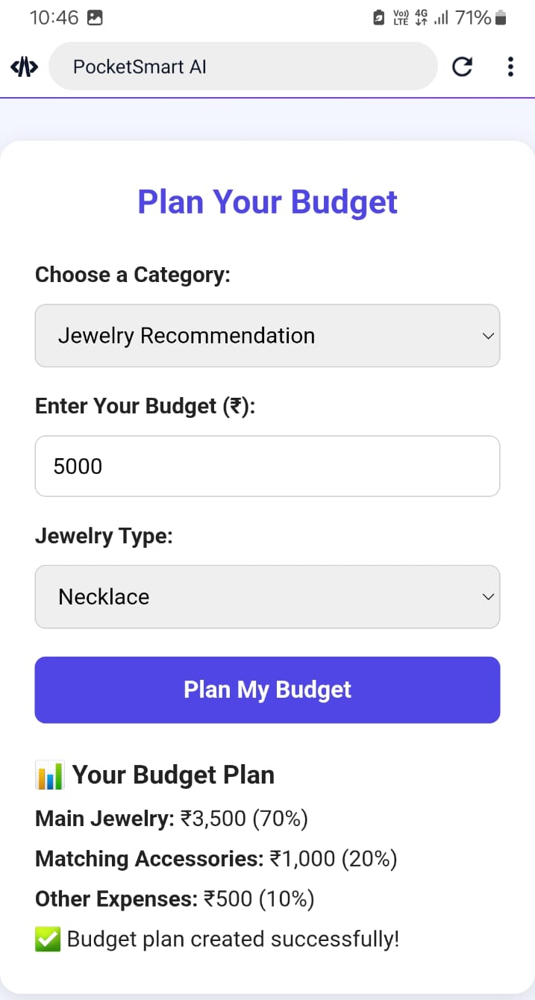 10:46
Vo)) LTE 4G 71%
PocketSmart AI
Plan Your Budget
Choose a Category:
Jewelry Recommendation
Enter Your Budget (₹):
5000
Jewelry Type:
Necklace
Plan My Budget
📊 Your Budget Plan
Main Jewelry: ₹3,500 (70%)
Matching Accessories: ₹1,000 (20%)
Other Expenses: ₹500 (10%)
✅ Budget plan created successfully!